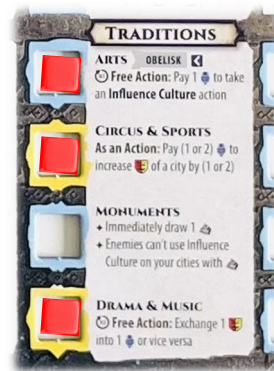 TRADITIONS
ARTS OBELISK
Free Action: Pay 1 to take
an Influence Culture action
CIRCUS & SPORTS
As an Action: Pay (1 or 2) to
increase of a city by (1 or 2)
MONUMENTS
Immediately draw 1
Enemies can't use Influence
Culture on your cities with
DRAMA & MUSIC
Free Action: Exchange 1
into 1 or vice versa